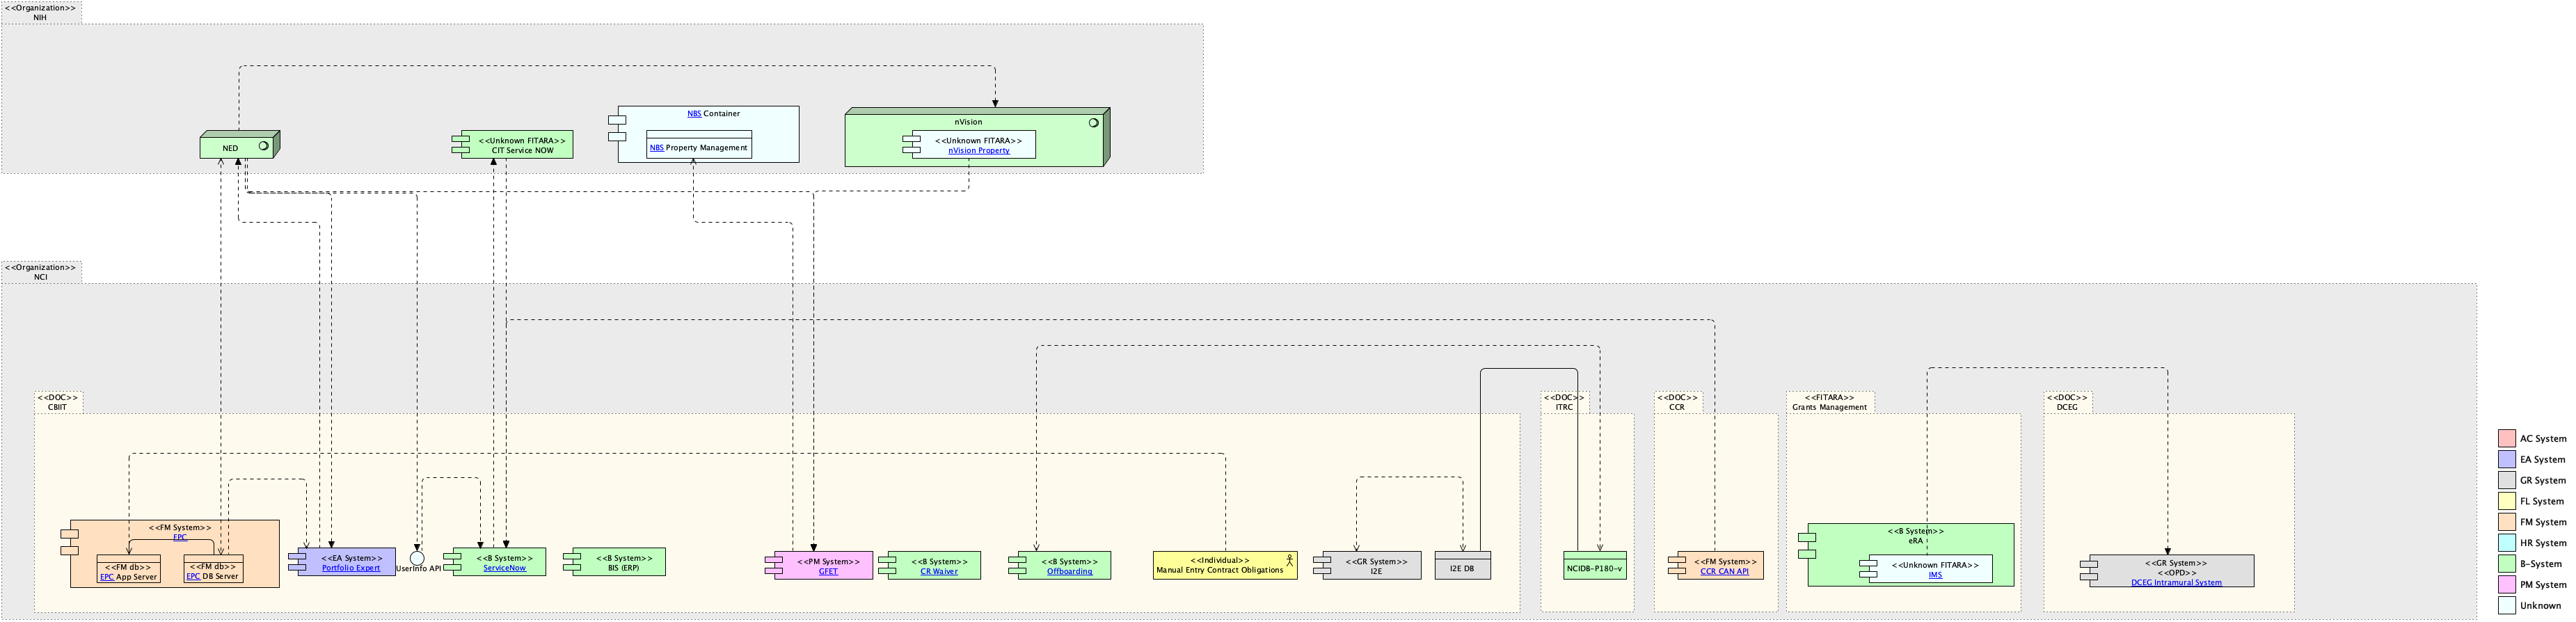 <<Organization>>
NIH
NED
<<Unknown FITARA>>
CIT Service NOW
NBS Container
NBS Property Management
nVision
<<Unknown FITARA>>
nVision Property
<<Organization>>
NCI
<<DOC>>
CBIIT
<<FM System>>
EPC
<<FM db>>
EPC App Server
<<FM db>>
EPC DB Server
<<EA System>>
Portfolio Expert
UserInfo API
<<B System>>
ServiceNow
<<B System>>
BIS (ERP)
<<PM System>>
GFET
<<B System>>
CR Waiver
<<B System>>
Offboarding
<<Individual>>
Manual Entry Contract Obligations
<<GR System>>
I2E
I2E DB
<<DOC>>
ITRC
NCIDB-P180-v
<<DOC>>
CCR
<<FM System>>
CCR CAN API
<<FITARA>>
Grants Management
<<B System>>
eRA
<<Unknown FITARA>>
IMS
<<DOC>>
DCEG
<<GR System>>
<<OPD>>
DCEG Intramural System
AC System
EA System
GR System
FL System
FM System
HR System
B-System
PM System
Unknown